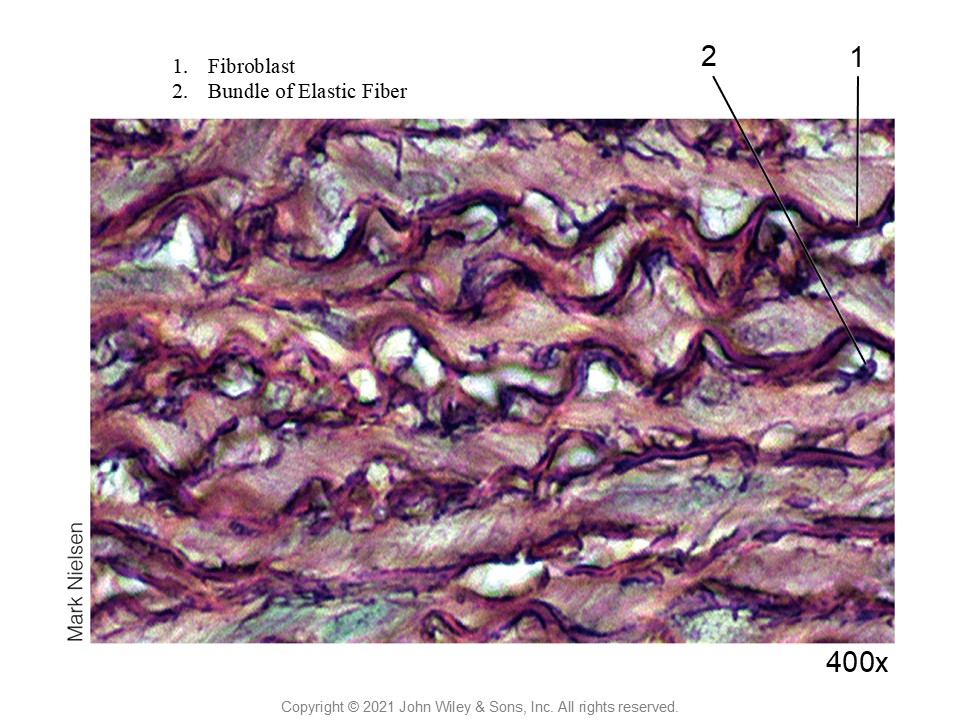 1. Fibroblast
2. Bundle of Elastic Fiber
2 1
Mark Nielsen
400x
Copyright © 2021 John Wiley & Sons, Inc. All rights reserved.